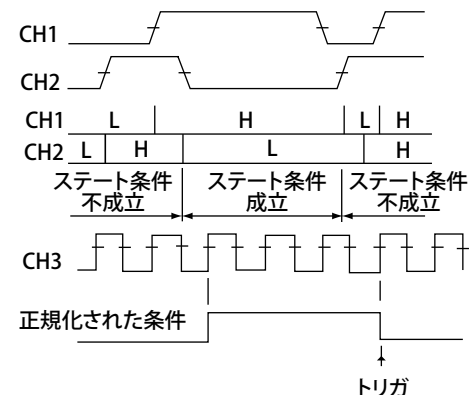 CH1
CH2
CH1 L H L H
CH2 L H L H
ステート条件 不成立
ステート条件 成立
ステート条件 不成立
CH3
正規化された条件
トリガ